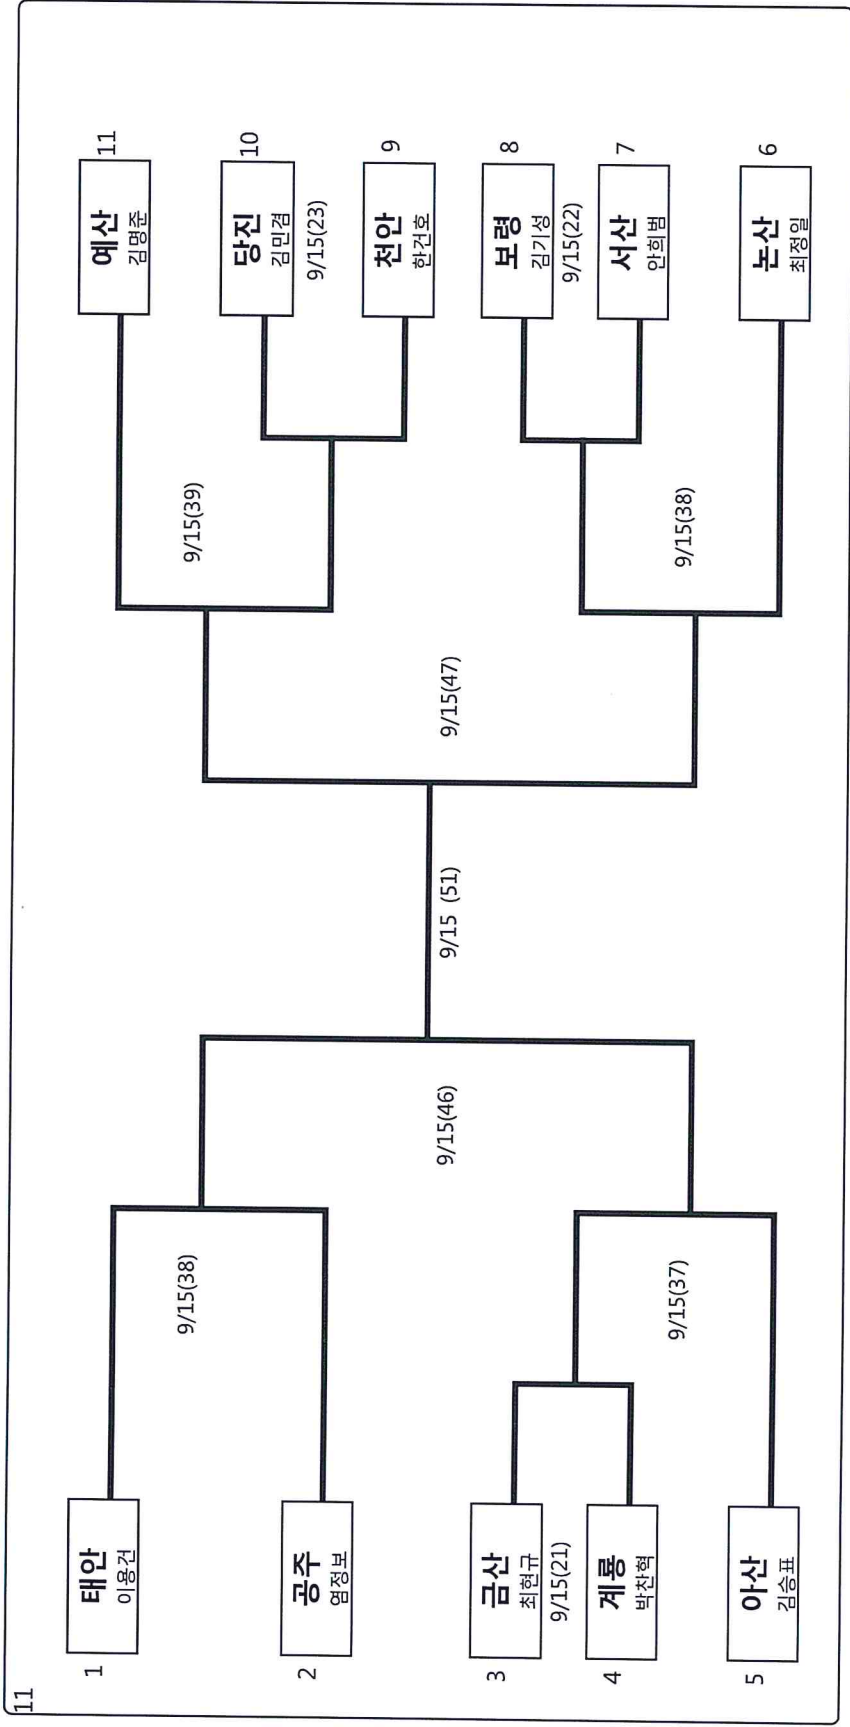 11
1
태안
이용건
9/15(38)
2
공주
염정보
9/15(46)
3
금산
최현규
9/15(21)
4
계룡
박찬혁
9/15(37)
5
아산
김승표
9/15 (51)
11
예산
김명준
9/15(39)
10
당진
김민겸
9/15(23)
9
천안
한건호
9/15(47)
8
보령
김기성
9/15(22)
7
서산
안희범
9/15(38)
6
논산
최정일